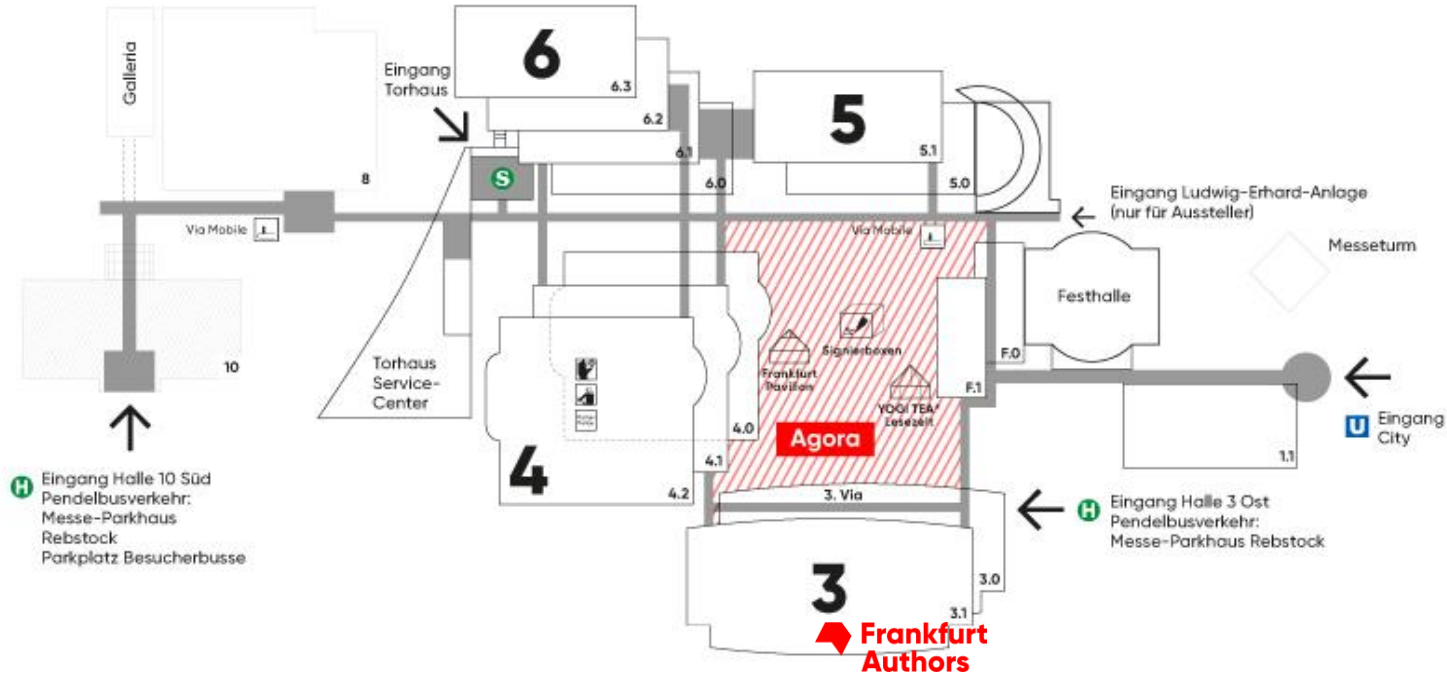 Galleria
8
Eingang
Torhaus
6
6.3
6.2
6.1
6.0
5
5.1
5.0
S
Via Mobile
Via Mobile
Eingang Ludwig-Erhard-Anlage
(nur für Aussteller)
Messeturm
Festhalle
F.0
F.1
10
Torhaus
Service-
Center
Signierboxen
Frankfurt
Pavilion
YOGI TEA®
Lesezelt
Agora
4
4.0
4.1
4.2
1.1
U Eingang
City
H Eingang Halle 10 Süd
Pendelbusverkehr:
Messe-Parkhaus
Rebstock
Parkplatz Besucherbusse
3. Via
H Eingang Halle 3 Ost
Pendelbusverkehr:
Messe-Parkhaus Rebstock
3
3.0
3.1
Frankfurt
Authors